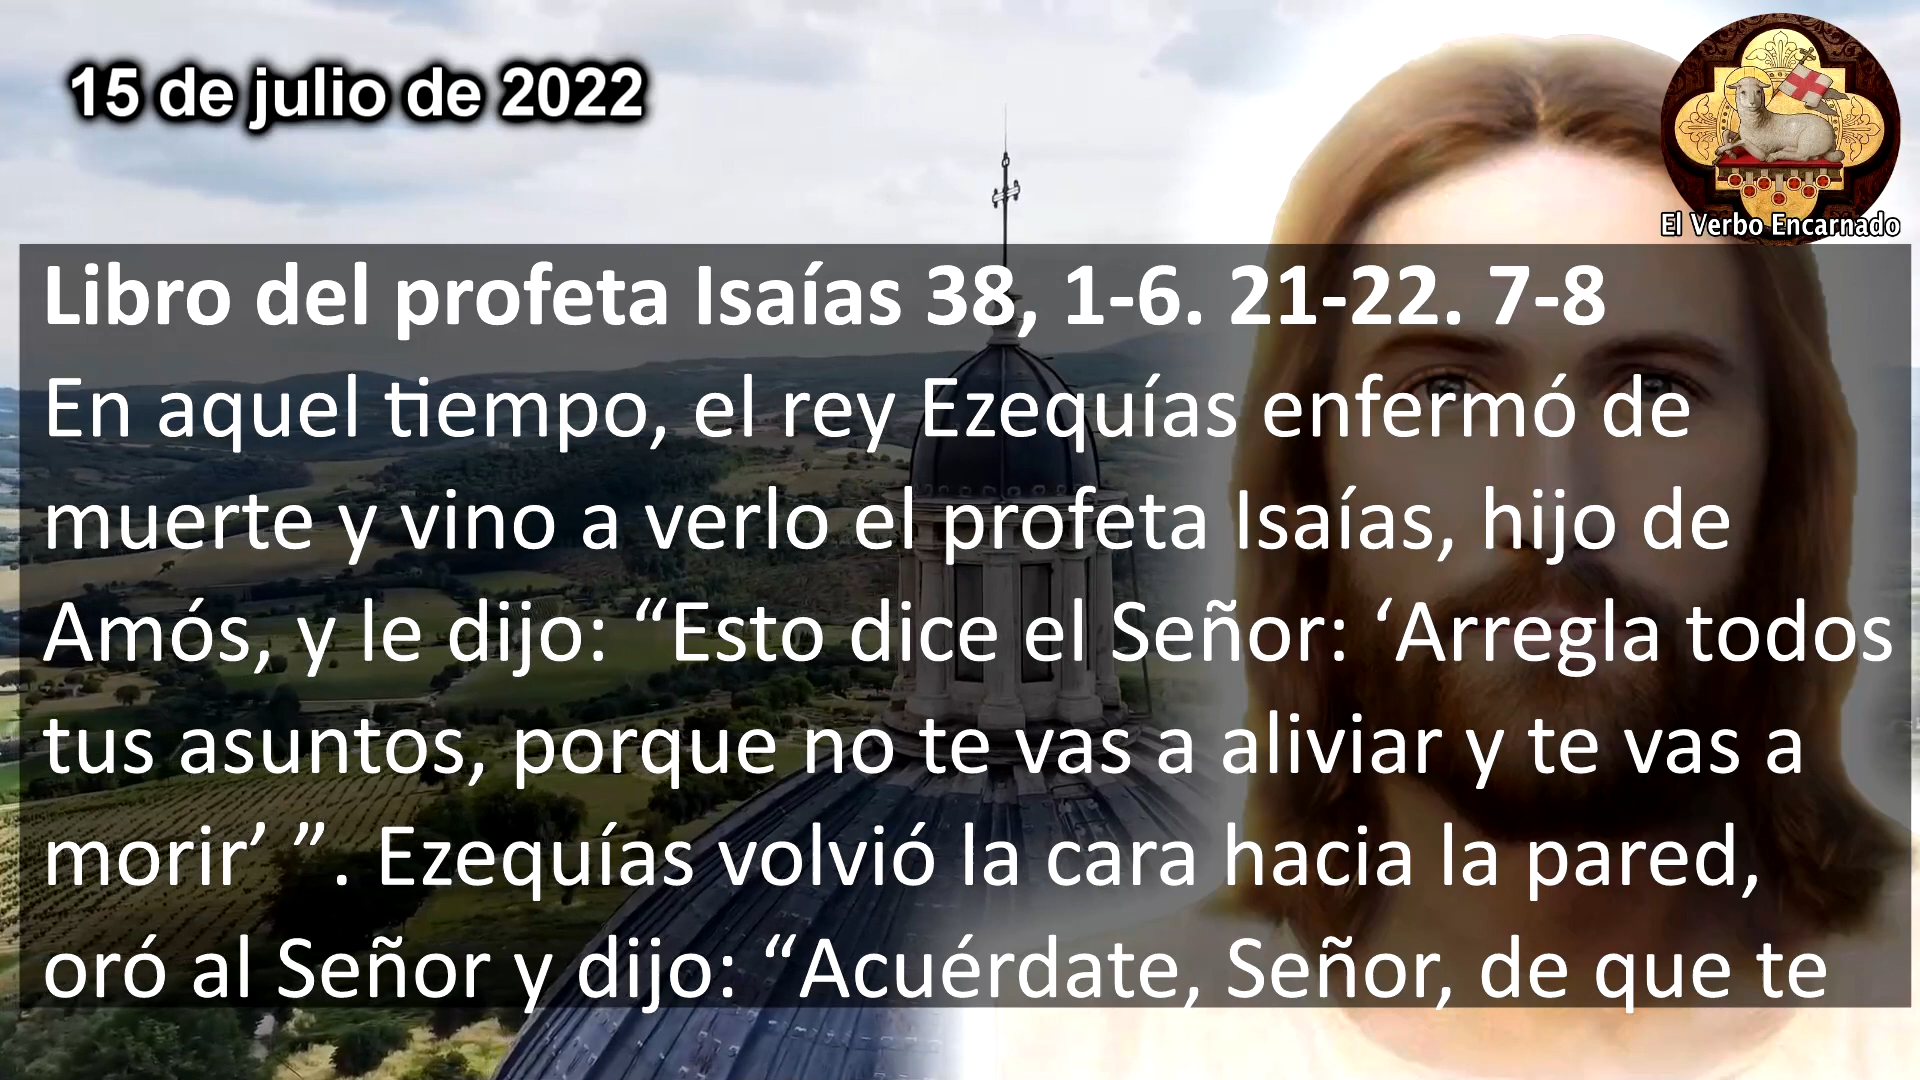 15 de julio de 2022
El Verbo Encarnado
Libro del profeta Isaías 38, 1-6. 21-22. 7-8
En aquel tiempo, el rey Ezequías enfermó de
muerte y vino a verlo el profeta Isaías, hijo de
Amós, y le dijo: “Esto dice el Señor: ‘Arregla todos
tus asuntos, porque no te vas a aliviar y te vas a
morir’ ”. Ezequías volvió la cara hacia la pared,
oró al Señor y dijo: “Acuérdate, Señor, de que te